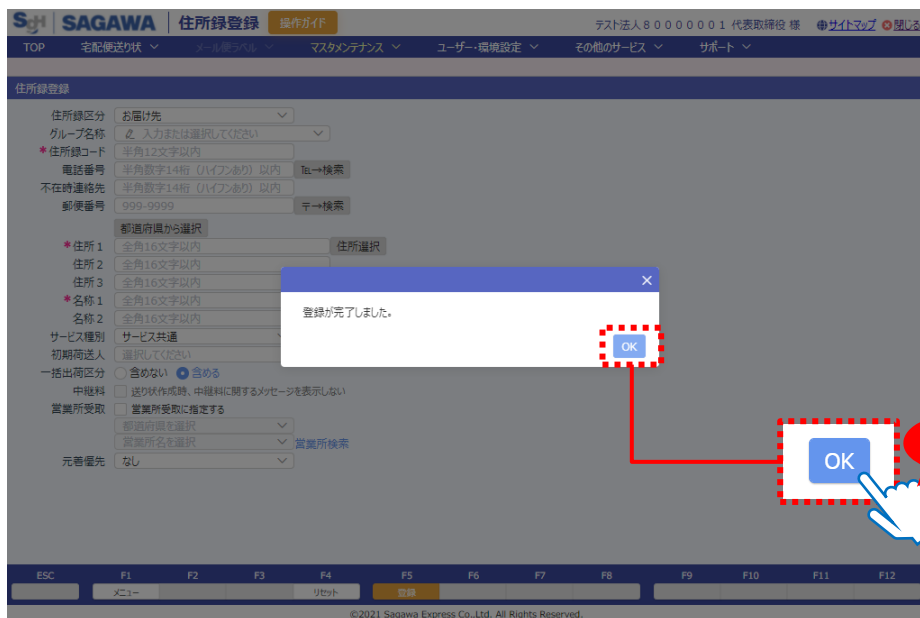 SGH SAGAWA 住所録登録 操作ガイド テスト法人８０００００００１ 代表取締役 様 サイトマップ 閉じる
TOP 宅配便送り状 メール便ラベル マスタメンテナンス ユーザー・環境設定 その他のサービス サポート
住所録登録
住所録区分 お届け先
グループ名称 入力または選択してください
*住所録コード 半角12文字以内
電話番号 半角数字14桁（ハイフンあり）以内 ℡→検索
不在時連絡先 半角数字14桁（ハイフンあり）以内
郵便番号 999-9999 〒→検索
都道府県から選択
*住所１ 全角16文字以内 住所選択
住所２ 全角16文字以内
住所３ 全角16文字以内
*名称１ 全角16文字以内
名称２ 全角16文字以内
サービス種別 サービス共通
初期荷送人 選択してください
一括出荷区分 含めない 含める
中継料 送り状作成時、中継料に関するメッセージを表示しない
営業所受取 営業所受取に指定する
都道府県を選択
営業所名を選択 営業所検索
元着優先 なし
登録が完了しました。
OK
OK
ESC F1 F2 F3 F4 F5 F6 F7 F8 F9 F10 F11 F12
メニュー リセット 登録
©2021 Sagawa Express Co.,Ltd. All Rights Reserved.